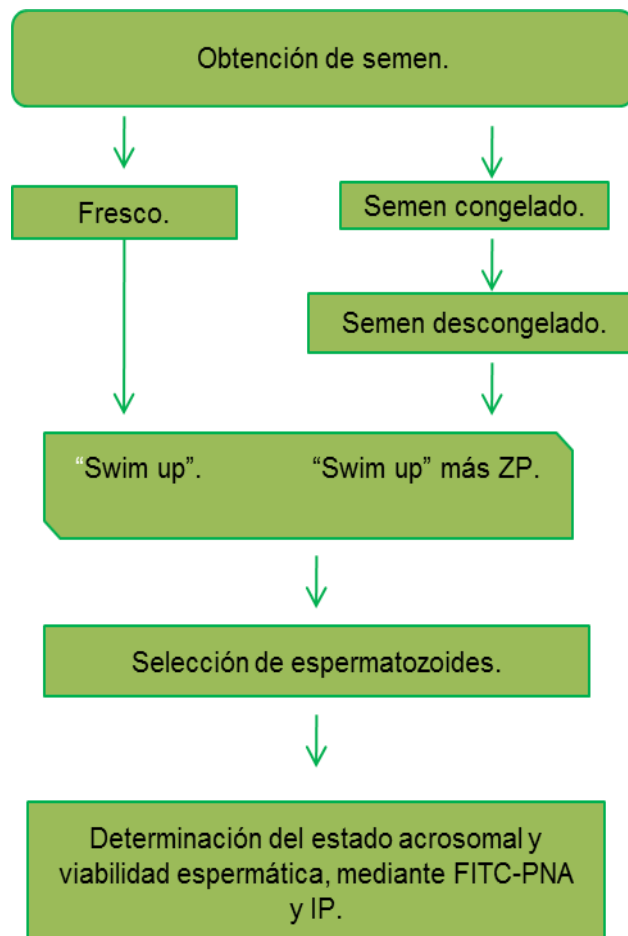 Obtención de semen.
Fresco.
Semen congelado.
Semen descongelado.
“Swim up”. “Swim up” más ZP.
Selección de espermatozoides.
Determinación del estado acrosomal y
viabilidad espermática, mediante FITC-PNA
y IP.